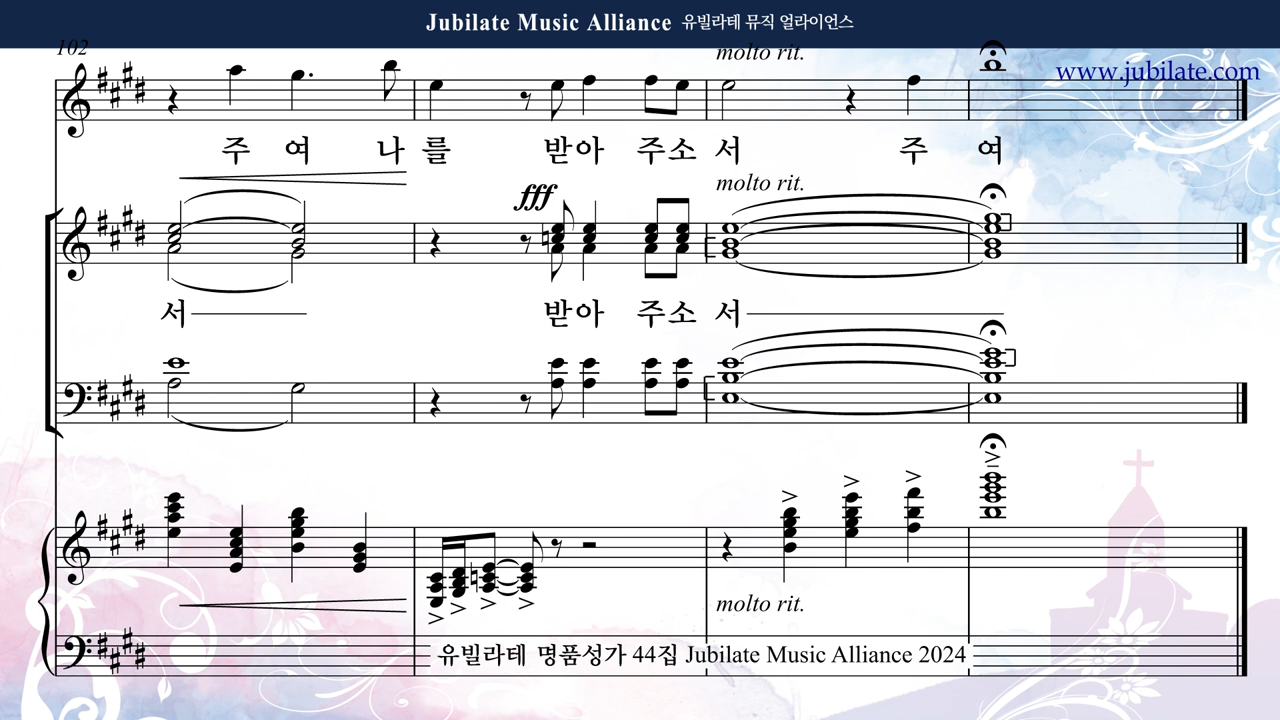 Jubilate Music Alliance 유빌라테 뮤직 얼라이언스
102
molto rit.
www.jubilate.com
주 여 나 를 받아 주소 서 주 여
molto rit.
fff
서 받아 주소 서
molto rit.
유빌라테 명품성가 44집 Jubilate Music Alliance 2024